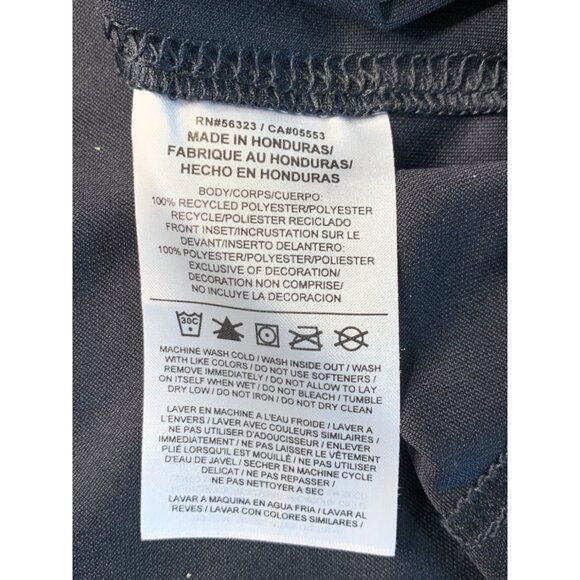 RN#56323 / CA#05553
MADE IN HONDURAS/
FABRIQUE AU HONDURAS/
HECHO EN HONDURAS
BODY/CORPS/CUERPO:
100% RECYCLED POLYESTER/POLYESTER
RECYCLE/POLIESTER RECICLADO
FRONT INSET/INCRUSTATION SUR LE
DEVANT/INSERTO DELANTERO:
100% POLYESTER/POLYESTER/POLIESTER
EXCLUSIVE OF DECORATION/
DECORATION NON COMPRISE/
NO INCLUYE LA DECORACION
30C
MACHINE WASH COLD / WASH INSIDE OUT / WASH
WITH LIKE COLORS / DO NOT USE SOFTENERS /
REMOVE IMMEDIATELY / DO NOT ALLOW TO LAY
ON ITSELF WHEN WET / DO NOT BLEACH / TUMBLE
DRY LOW / DO NOT IRON / DO NOT DRY CLEAN
LAVER EN MACHINE A L'EAU FROIDE / LAVER A
L'ENVERS / LAVER AVEC COULEURS SIMILAIRES /
NE PAS UTILISER D'ADOUCISSEUR / ENLEVER
IMMÉDIATEMENT / NE PAS LAISSER LE VÊTEMENT
PLIÉ LORSQU'IL EST MOUILLÉ / NE PAS UTILISER
D'EAU DE JAVEL / SECHER EN MACHINE CYCLE
DELICAT / NE PAS REPASSER /
NE PAS NETTOYER A SEC
LAVAR A MAQUINA EN AGUA FRIA / LAVAR AL
REVES / LAVAR CON COLORES SIMILARES /